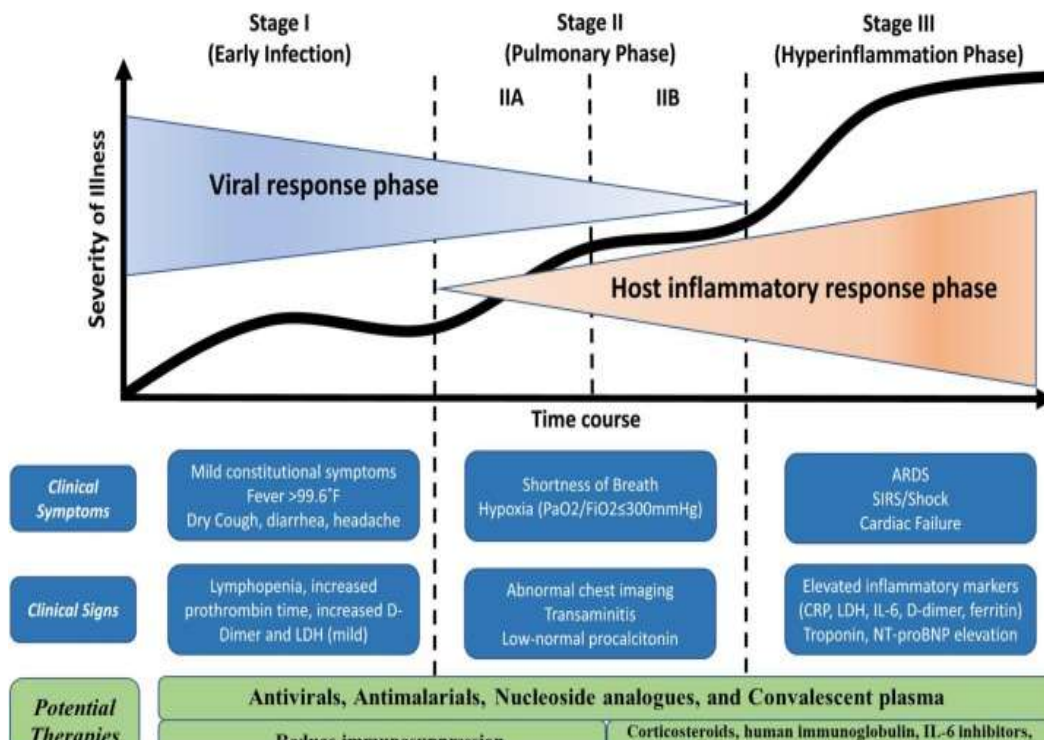 Stage I
(Early Infection)
Stage II
(Pulmonary Phase)
Stage III
(Hyperinflammation Phase)
IIA
IIB
Severity of Illness
Viral response phase
Host inflammatory response phase
Time course
Clinical
Symptoms
Mild constitutional symptoms
Fever >99.6°F
Dry Cough, diarrhea, headache
Shortness of Breath
Hypoxia (PaO2/FiO2≤300mmHg)
ARDS
SIRS/Shock
Cardiac Failure
Clinical Signs
Lymphopenia, increased
prothrombin time, increased D-
Dimer and LDH (mild)
Abnormal chest imaging
Transaminitis
Low-normal procalcitonin
Elevated inflammatory markers
(CRP, LDH, IL-6, D-dimer, ferritin)
Troponin, NT-proBNP elevation
Potential
Therapies
Antivirals, Antimalarials, Nucleoside analogues, and Convalescent plasma
Reduce immunosuppression
Corticosteroids, human immunoglobulin, IL-6 inhibitors,